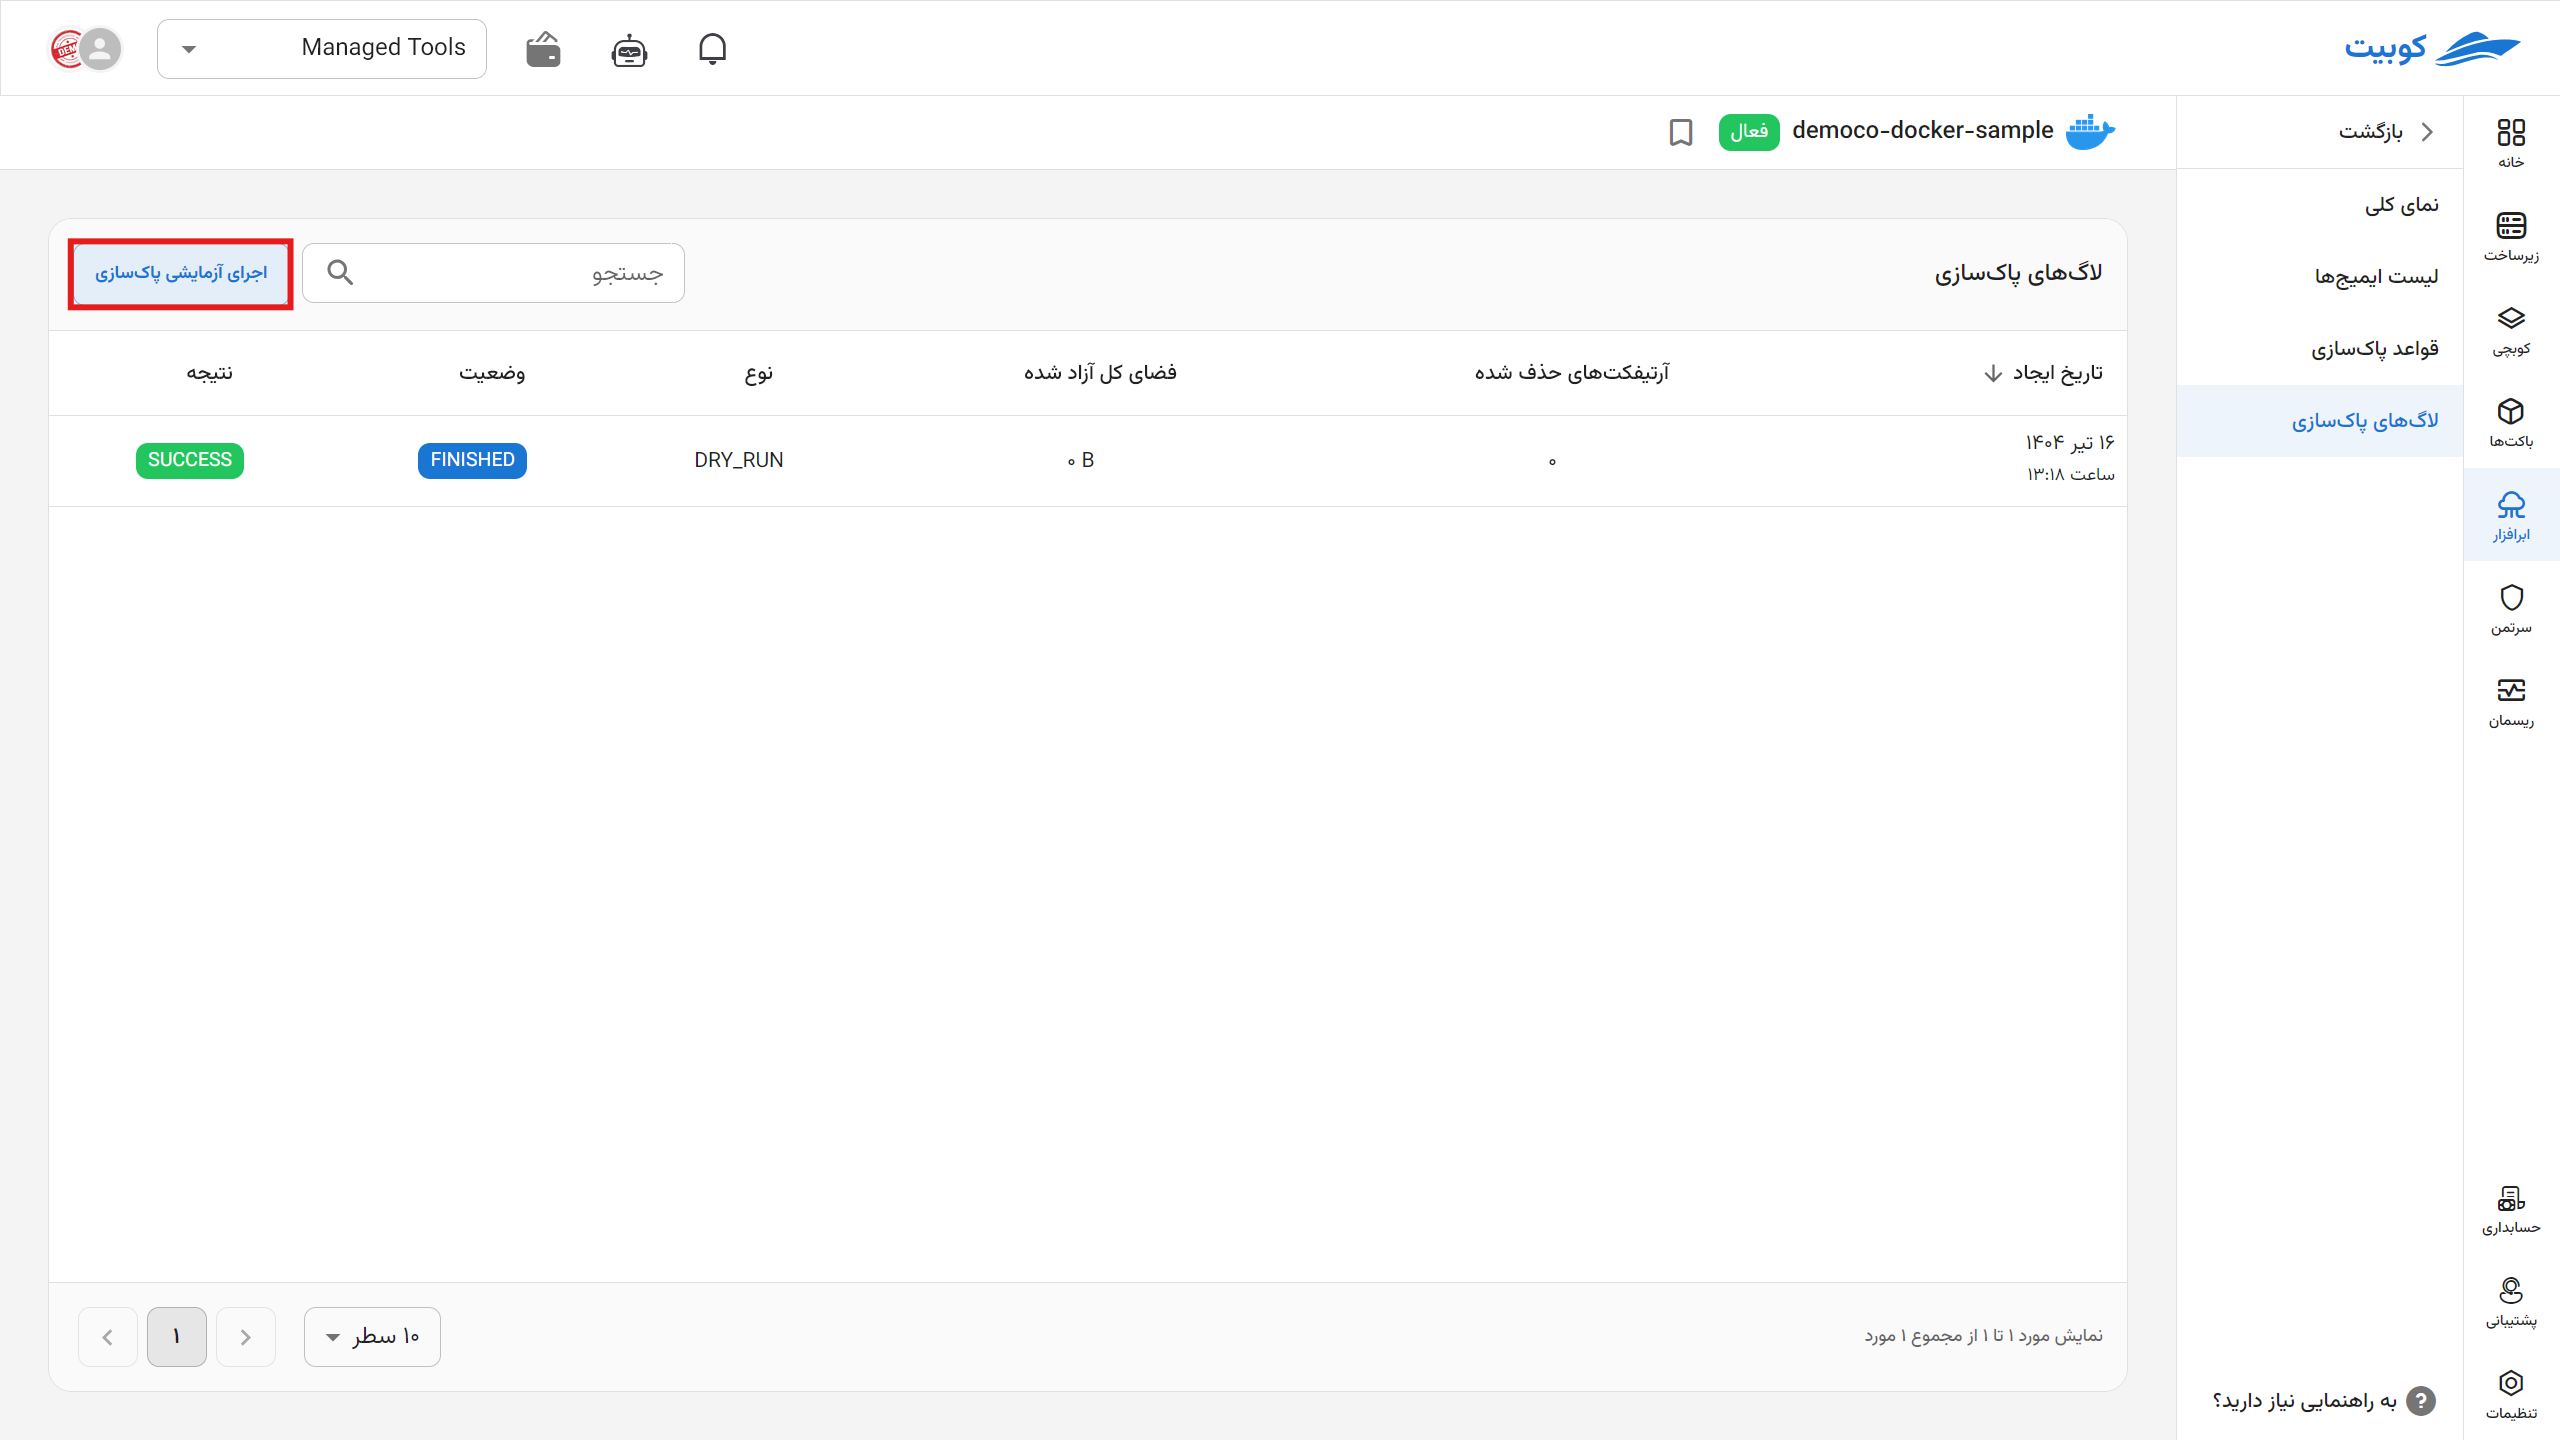 کوبیت
Managed Tools
خانه
زیرساخت
کوبچی
باکت‌ها
ابرافزار
سرتمن
ریسمان
حسابداری
پشتیبانی
تنظیمات
بازگشت
نمای کلی
لیست ایمیج‌ها
قواعد پاک‌سازی
لاگ‌های پاک‌سازی
به راهنمایی نیاز دارید؟
democo-docker-sample فعال
لاگ‌های پاک‌سازی
جستجو
اجرای آزمایشی پاک‌سازی
تاریخ ایجاد آرتیفکت‌های حذف شده فضای کل آزاد شده نوع وضعیت نتیجه
۱۶ تیر ۱۴۰۴
ساعت ۱۳:۱۸
۰ ۰ B DRY_RUN FINISHED SUCCESS
نمایش مورد ۱ تا ۱ از مجموع ۱ مورد
۱۰ سطر
۱